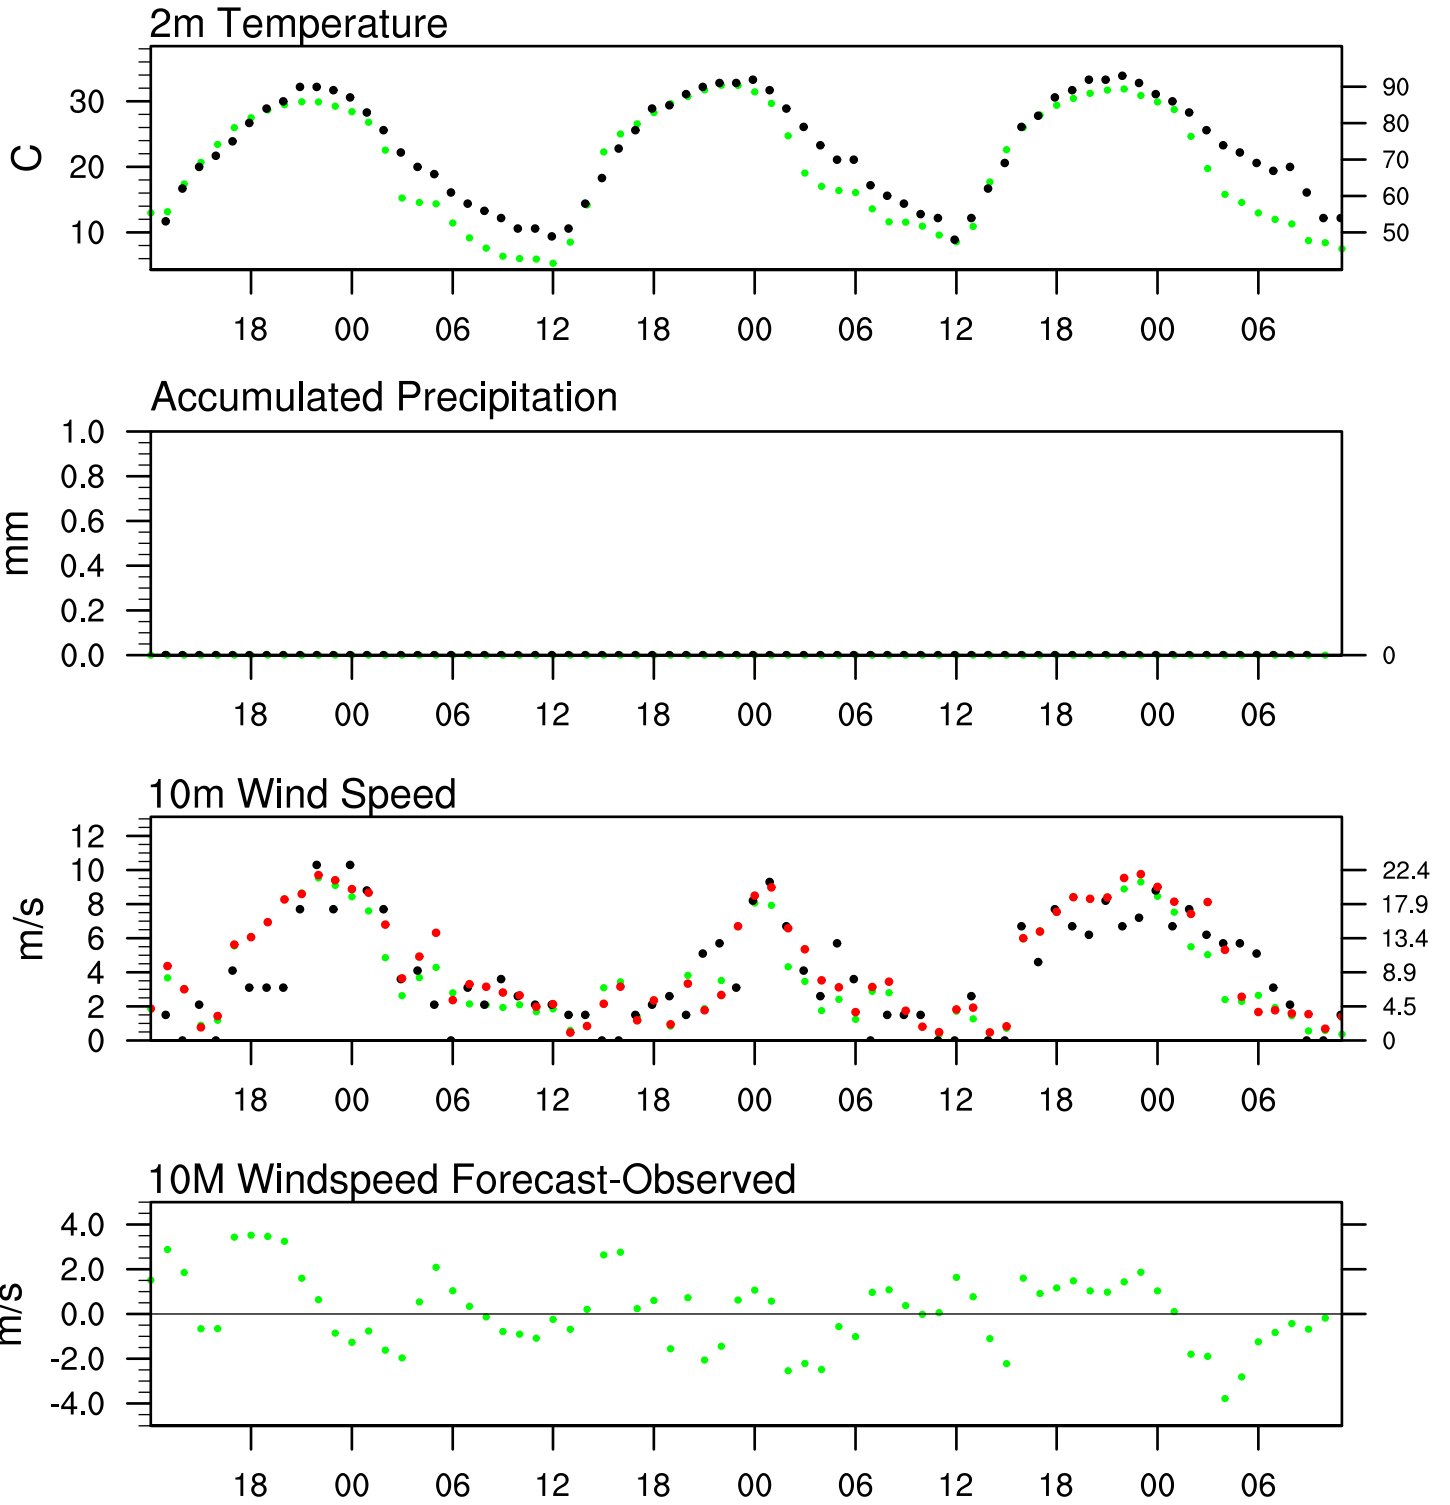 2m Temperature
C
30
20
10
90
80
70
60
50
18 00 06 12 18 00 06 12 18 00 06
Accumulated Precipitation
mm
1.0
0.8
0.6
0.4
0.2
0.0
0
18 00 06 12 18 00 06 12 18 00 06
10m Wind Speed
m/s
12
10
8
6
4
2
0
22.4
17.9
13.4
8.9
4.5
0
18 00 06 12 18 00 06 12 18 00 06
10M Windspeed Forecast-Observed
m/s
4.0
2.0
0.0
-2.0
-4.0
18 00 06 12 18 00 06 12 18 00 06